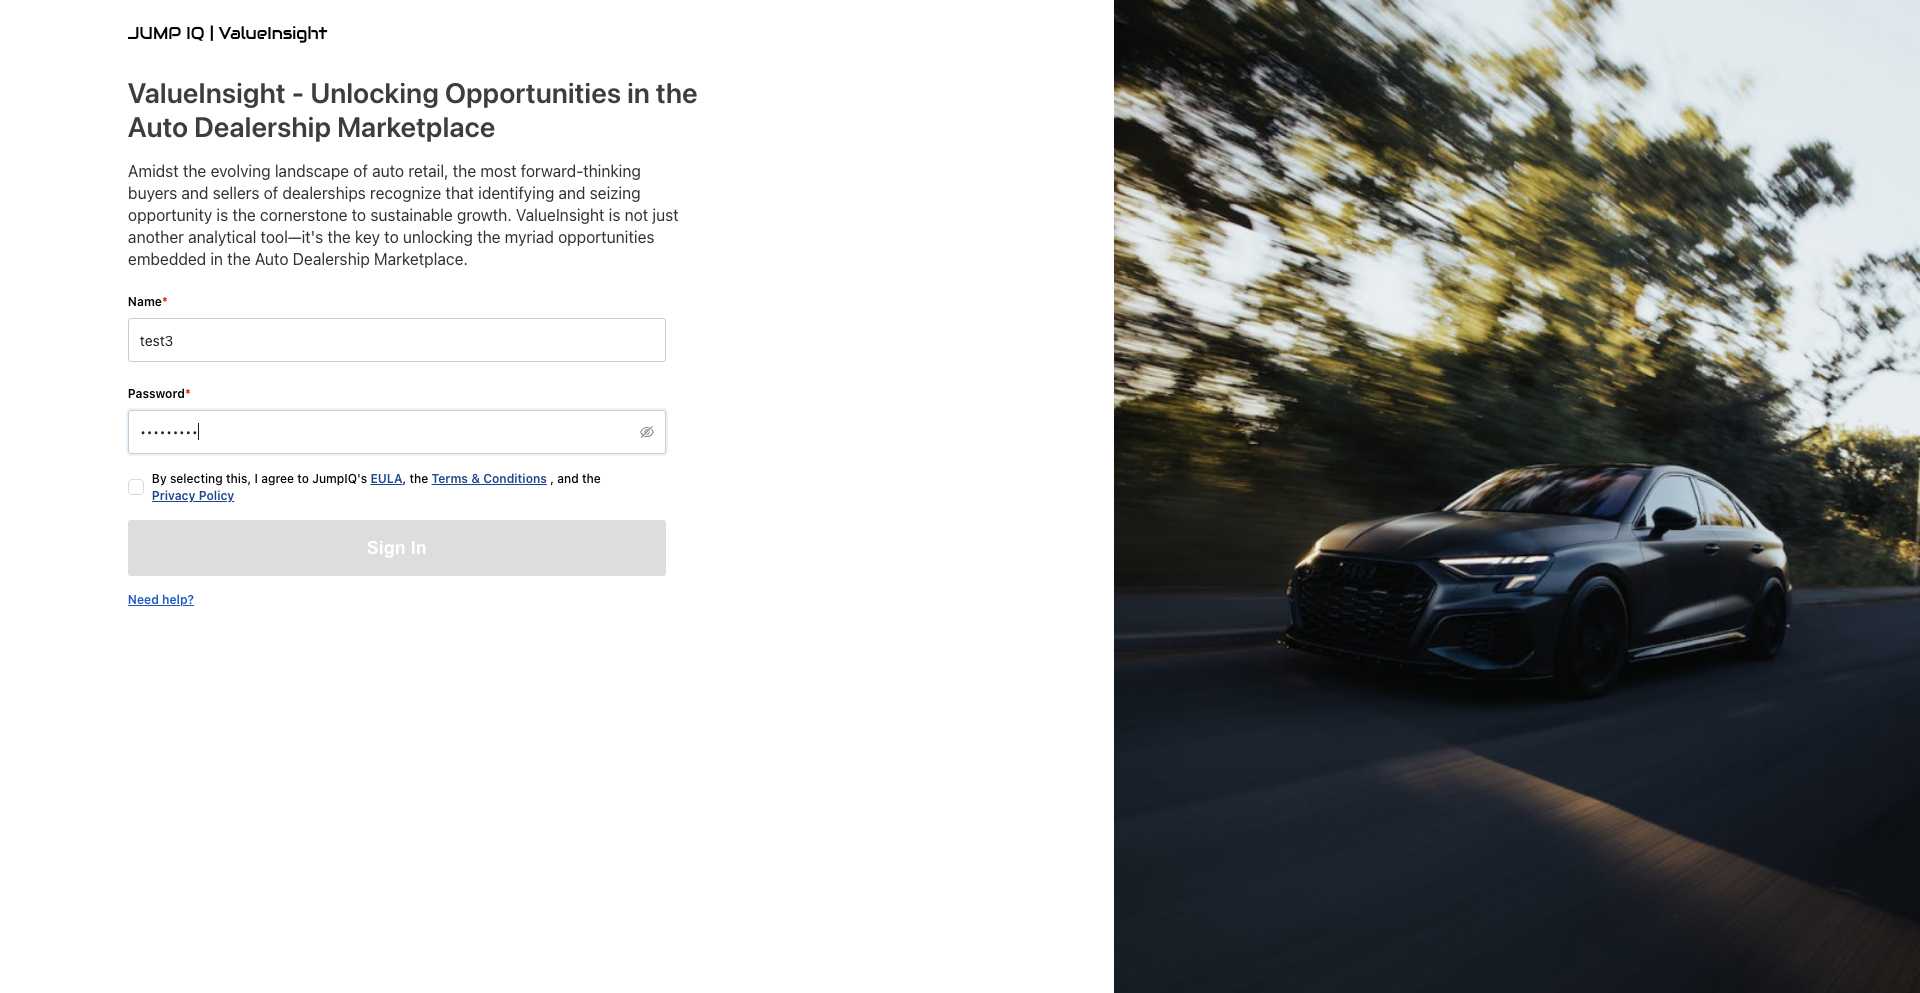 JUMP IQ | ValueInsight
ValueInsight - Unlocking Opportunities in the
Auto Dealership Marketplace
Amidst the evolving landscape of auto retail, the most forward-thinking
buyers and sellers of dealerships recognize that identifying and seizing
opportunity is the cornerstone to sustainable growth. ValueInsight is not just
another analytical tool—it's the key to unlocking the myriad opportunities
embedded in the Auto Dealership Marketplace.
Name*
test3
Password*
•••••••••
By selecting this, I agree to JumpIQ's EULA, the Terms & Conditions , and the
Privacy Policy
Sign In
Need help?